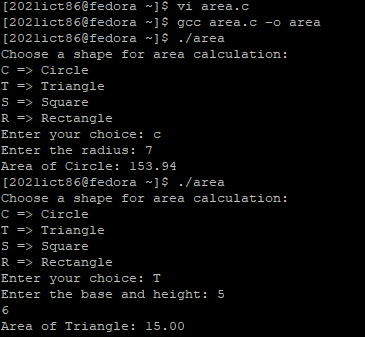 [2021ict86@fedora ~]$ vi area.c
[2021ict86@fedora ~]$ gcc area.c -o area
[2021ict86@fedora ~]$ ./area
Choose a shape for area calculation:
C => Circle
T => Triangle
S => Square
R => Rectangle
Enter your choice: c
Enter the radius: 7
Area of Circle: 153.94
[2021ict86@fedora ~]$ ./area
Choose a shape for area calculation:
C => Circle
T => Triangle
S => Square
R => Rectangle
Enter your choice: T
Enter the base and height: 5
6
Area of Triangle: 15.00